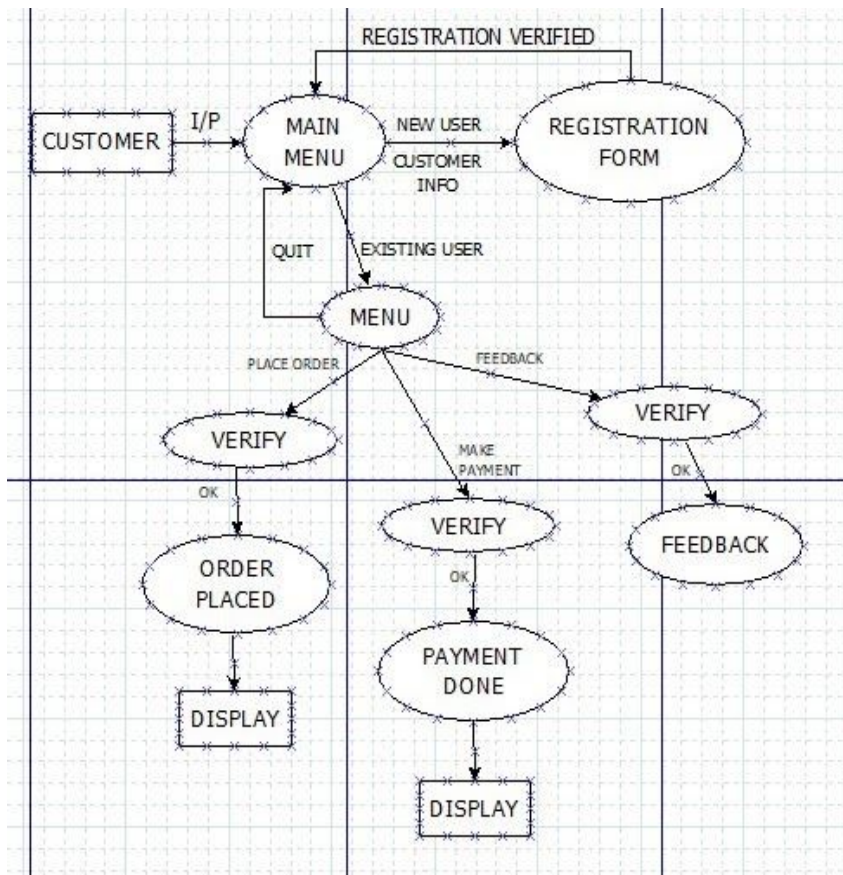 REGISTRATION VERIFIED
CUSTOMER
I/P
MAIN
MENU
NEW USER
CUSTOMER
INFO
REGISTRATION
FORM
QUIT
EXISTING USER
MENU
PLACE ORDER
FEEDBACK
VERIFY
VERIFY
MAKE
PAYMENT
OK
OK
VERIFY
FEEDBACK
ORDER
PLACED
OK
PAYMENT
DONE
DISPLAY
DISPLAY